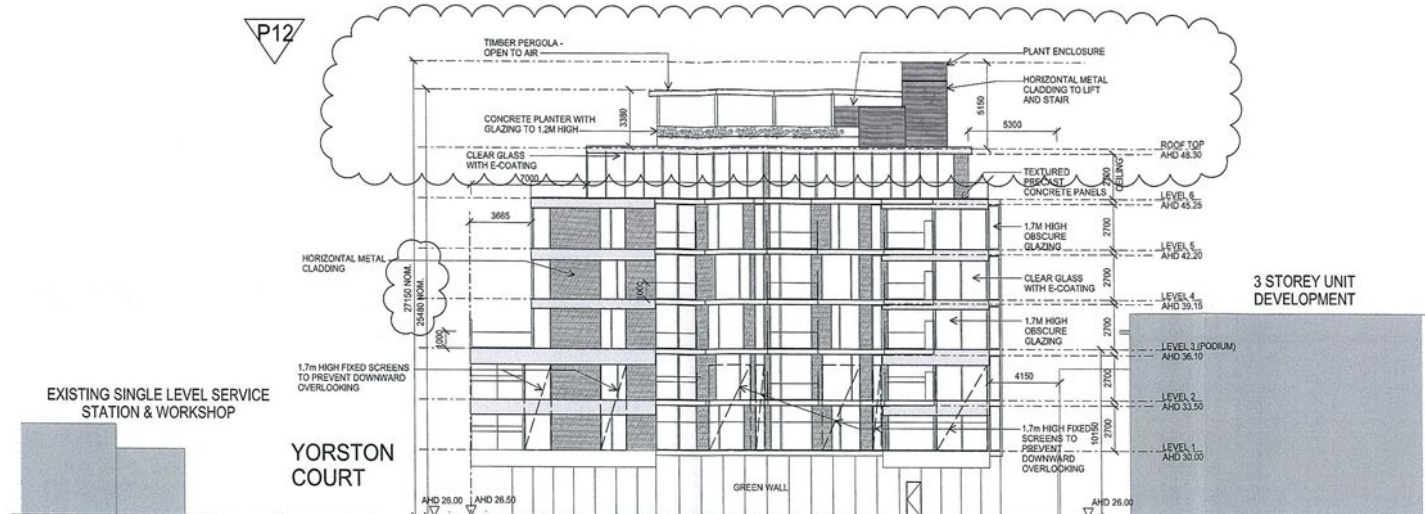 P12
TIMBER PERGOLA -
OPEN TO AIR
PLANT ENCLOSURE
HORIZONTAL METAL
CLADDING TO LIFT
AND STAIR
5150
3380
5300
CONCRETE PLANTER WITH
GLAZING TO 1.2M HIGH
ROOF TOP
AHD 48.30
CLEAR GLASS
WITH E-COATING
7000
TEXTURED
PRECAST
CONCRETE PANELS
2700
CEILING
LEVEL 6
AHD 45.25
3665
1.7M HIGH
OBSCURE
GLAZING
2700
LEVEL 5
AHD 42.20
HORIZONTAL METAL
CLADDING
27150 NOM.
25480 NOM.
1000
CLEAR GLASS
WITH E-COATING
2700
LEVEL 4
AHD 39.15
3 STOREY UNIT
DEVELOPMENT
1000
1.7M HIGH
OBSCURE
GLAZING
2700
LEVEL 3 (PODIUM)
AHD 36.10
1.7m HIGH FIXED SCREENS
TO PREVENT DOWNWARD
OVERLOOKING
4150
2700
LEVEL 2
AHD 33.50
EXISTING SINGLE LEVEL SERVICE
STATION & WORKSHOP
YORSTON
COURT
1.7m HIGH FIXED
SCREENS TO
PREVENT
DOWNWARD
OVERLOOKING
10150
2700
LEVEL 1
AHD 30.00
GREEN WALL
AHD 26.00
AHD 26.50
AHD 26.00